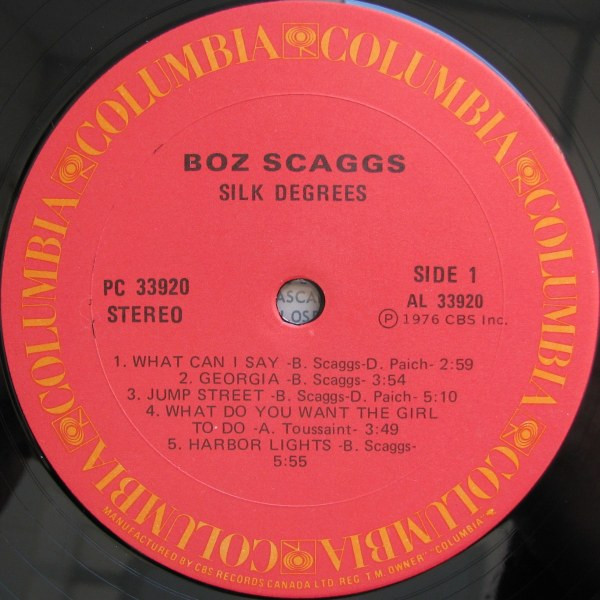 COLUMBIA COLUMBIA COLUMBIA COLUMBIA COLUMBIA COLUMBIA
BOZ SCAGGS
SILK DEGREES
PC 33920
STEREO
SIDE 1
AL 33920
Ⓟ 1976 CBS Inc.
ASCA
1. WHAT CAN I SAY -B. Scaggs-D. Paich- 2:59
2. GEORGIA -B. Scaggs- 3:54
3. JUMP STREET -B. Scaggs-D. Paich- 5:10
4. WHAT DO YOU WANT THE GIRL
TO DO -A. Toussaint- 3:49
5. HARBOR LIGHTS -B. Scaggs-
5:55
MANUFACTURED BY CBS RECORDS CANADA LTD. REG. T.M. OWNER "COLUMBIA"